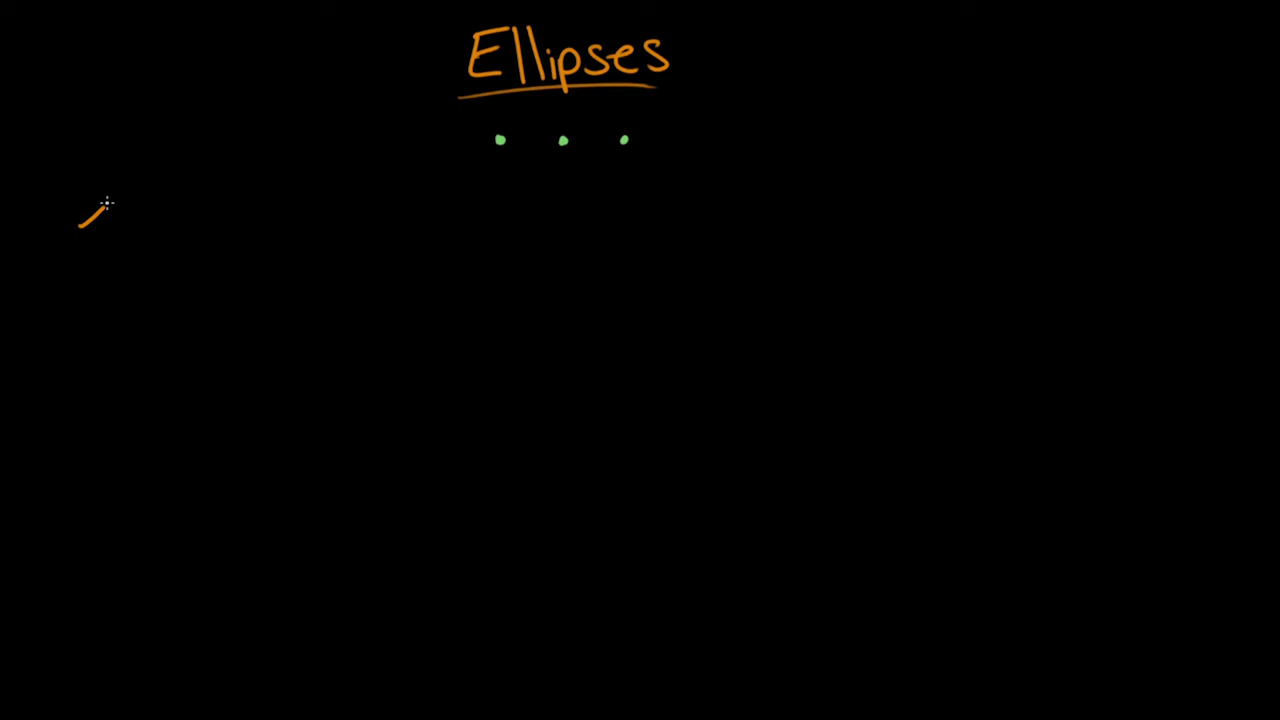 Ellipses
. . .